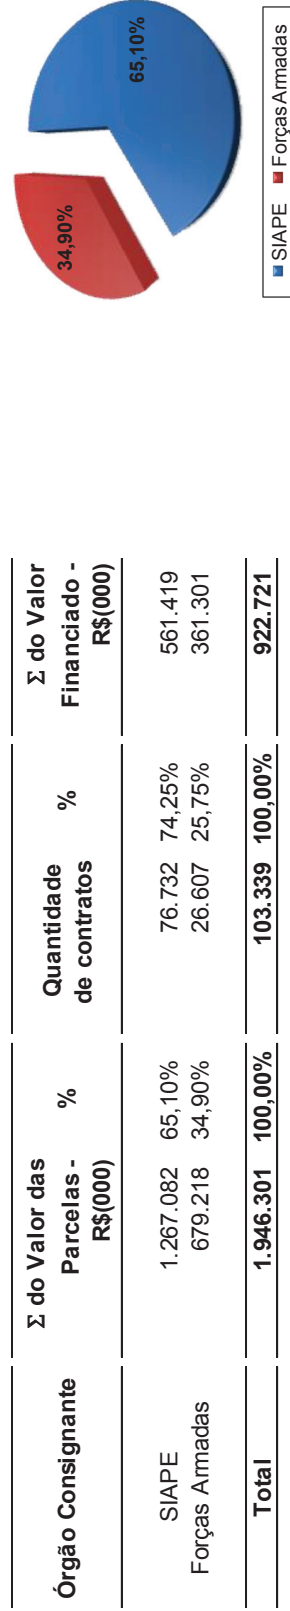 Órgão Consignante
Σ do Valor das Parcelas - R$(000)
%
Quantidade de contratos
%
Σ do Valor Financiado - R$(000)
SIAPE 1.267.082 65,10% 76.732 74,25% 561.419
Forças Armadas 679.218 34,90% 26.607 25,75% 361.301
Total 1.946.301 100,00% 103.339 100,00% 922.721
34,90%
65,10%
SIAPE Forças Armadas